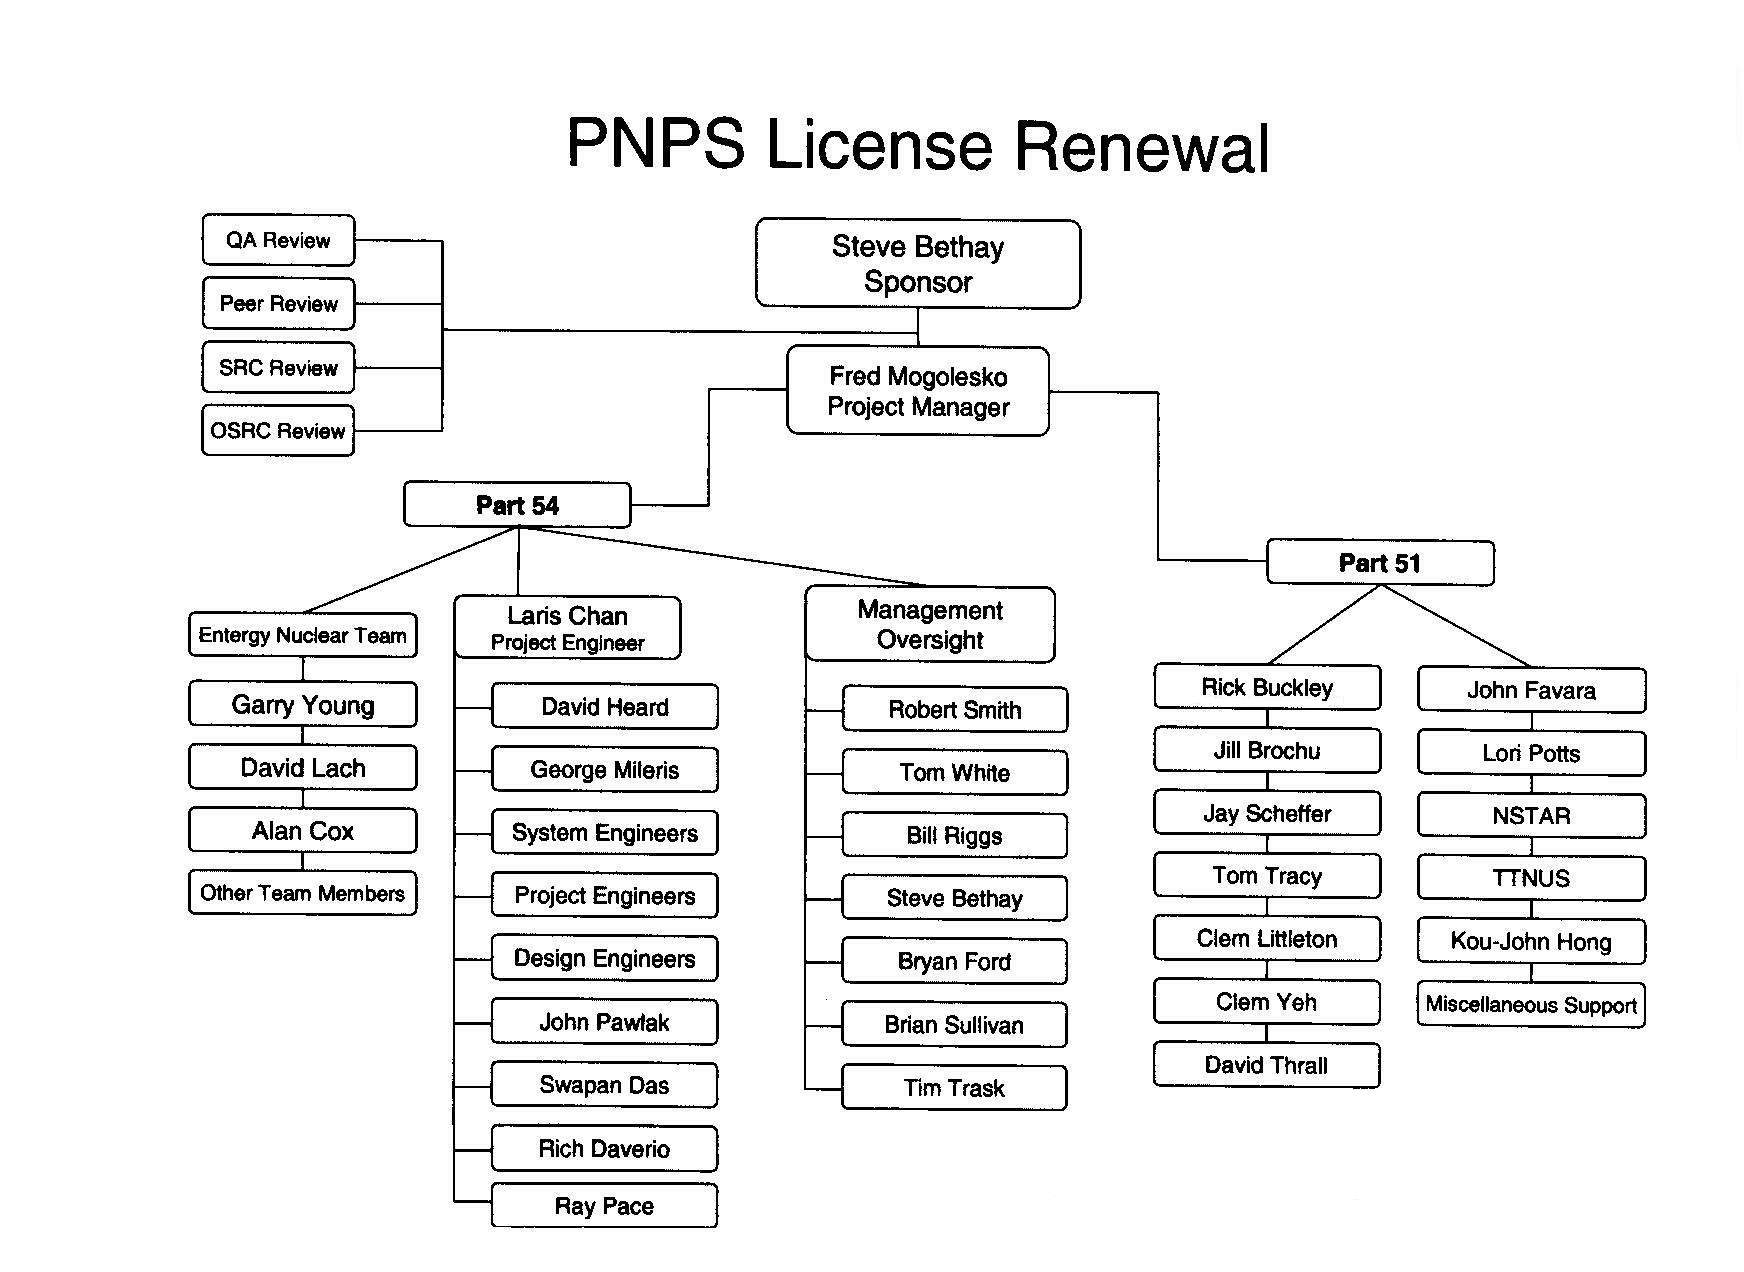 PNPS License Renewal
QA Review
Peer Review
SRC Review
OSRC Review
Steve Bethay
Sponsor
Fred Mogolesko
Project Manager
Part 54
Entergy Nuclear Team
Garry Young
David Lach
Alan Cox
Other Team Members
Laris Chan
Project Engineer
David Heard
George Mileris
System Engineers
Project Engineers
Design Engineers
John Pawlak
Swapan Das
Rich Daverio
Ray Pace
Management
Oversight
Robert Smith
Tom White
Bill Riggs
Steve Bethay
Bryan Ford
Brian Sullivan
Tim Trask
Part 51
Rick Buckley
Jill Brochu
Jay Scheffer
Tom Tracy
Clem Littleton
Clem Yeh
David Thrall
John Favara
Lori Potts
NSTAR
TTNUS
Kou-John Hong
Miscellaneous Support